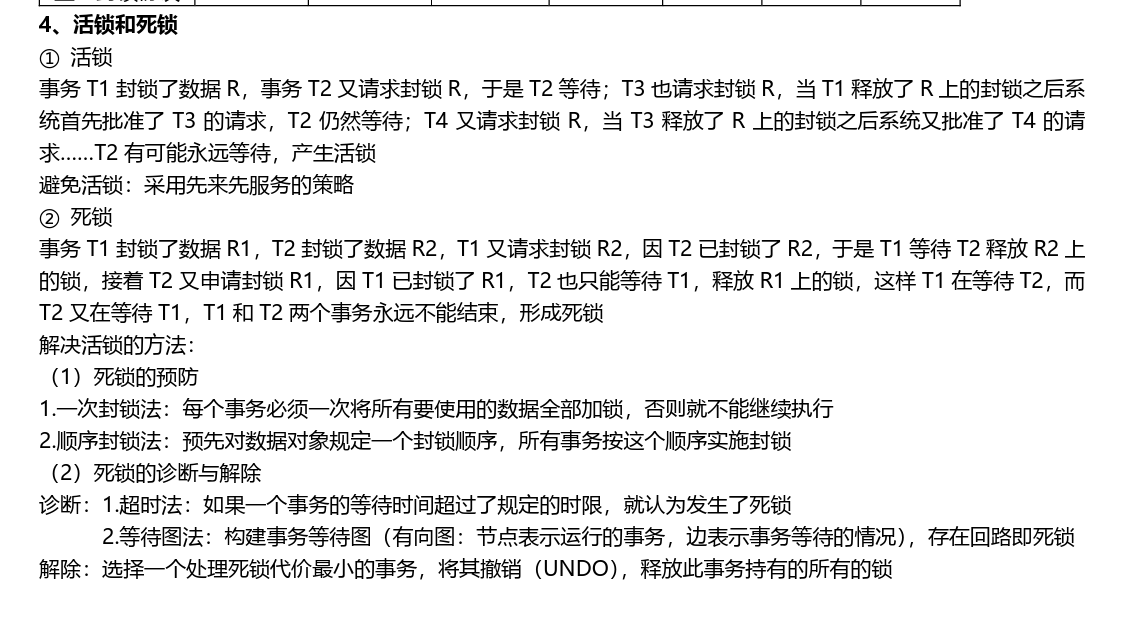 4、活锁和死锁
① 活锁
事务 T1 封锁了数据 R，事务 T2 又请求封锁 R，于是 T2 等待；T3 也请求封锁 R，当 T1 释放了 R 上的封锁之后系
统首先批准了 T3 的请求，T2 仍然等待；T4 又请求封锁 R，当 T3 释放了 R 上的封锁之后系统又批准了 T4 的请
求……T2 有可能永远等待，产生活锁
避免活锁：采用先来先服务的策略
② 死锁
事务 T1 封锁了数据 R1，T2 封锁了数据 R2，T1 又请求封锁 R2，因 T2 已封锁了 R2，于是 T1 等待 T2 释放 R2 上
的锁，接着 T2 又申请封锁 R1，因 T1 已封锁了 R1，T2 也只能等待 T1，释放 R1 上的锁，这样 T1 在等待 T2，而
T2 又在等待 T1，T1 和 T2 两个事务永远不能结束，形成死锁
解决活锁的方法：
（1）死锁的预防
1.一次封锁法：每个事务必须一次将所有要使用的数据全部加锁，否则就不能继续执行
2.顺序封锁法：预先对数据对象规定一个封锁顺序，所有事务按这个顺序实施封锁
（2）死锁的诊断与解除
诊断：1.超时法：如果一个事务的等待时间超过了规定的时限，就认为发生了死锁
2.等待图法：构建事务等待图（有向图：节点表示运行的事务，边表示事务等待的情况），存在回路即死锁
解除：选择一个处理死锁代价最小的事务，将其撤销（UNDO），释放此事务持有的所有的锁